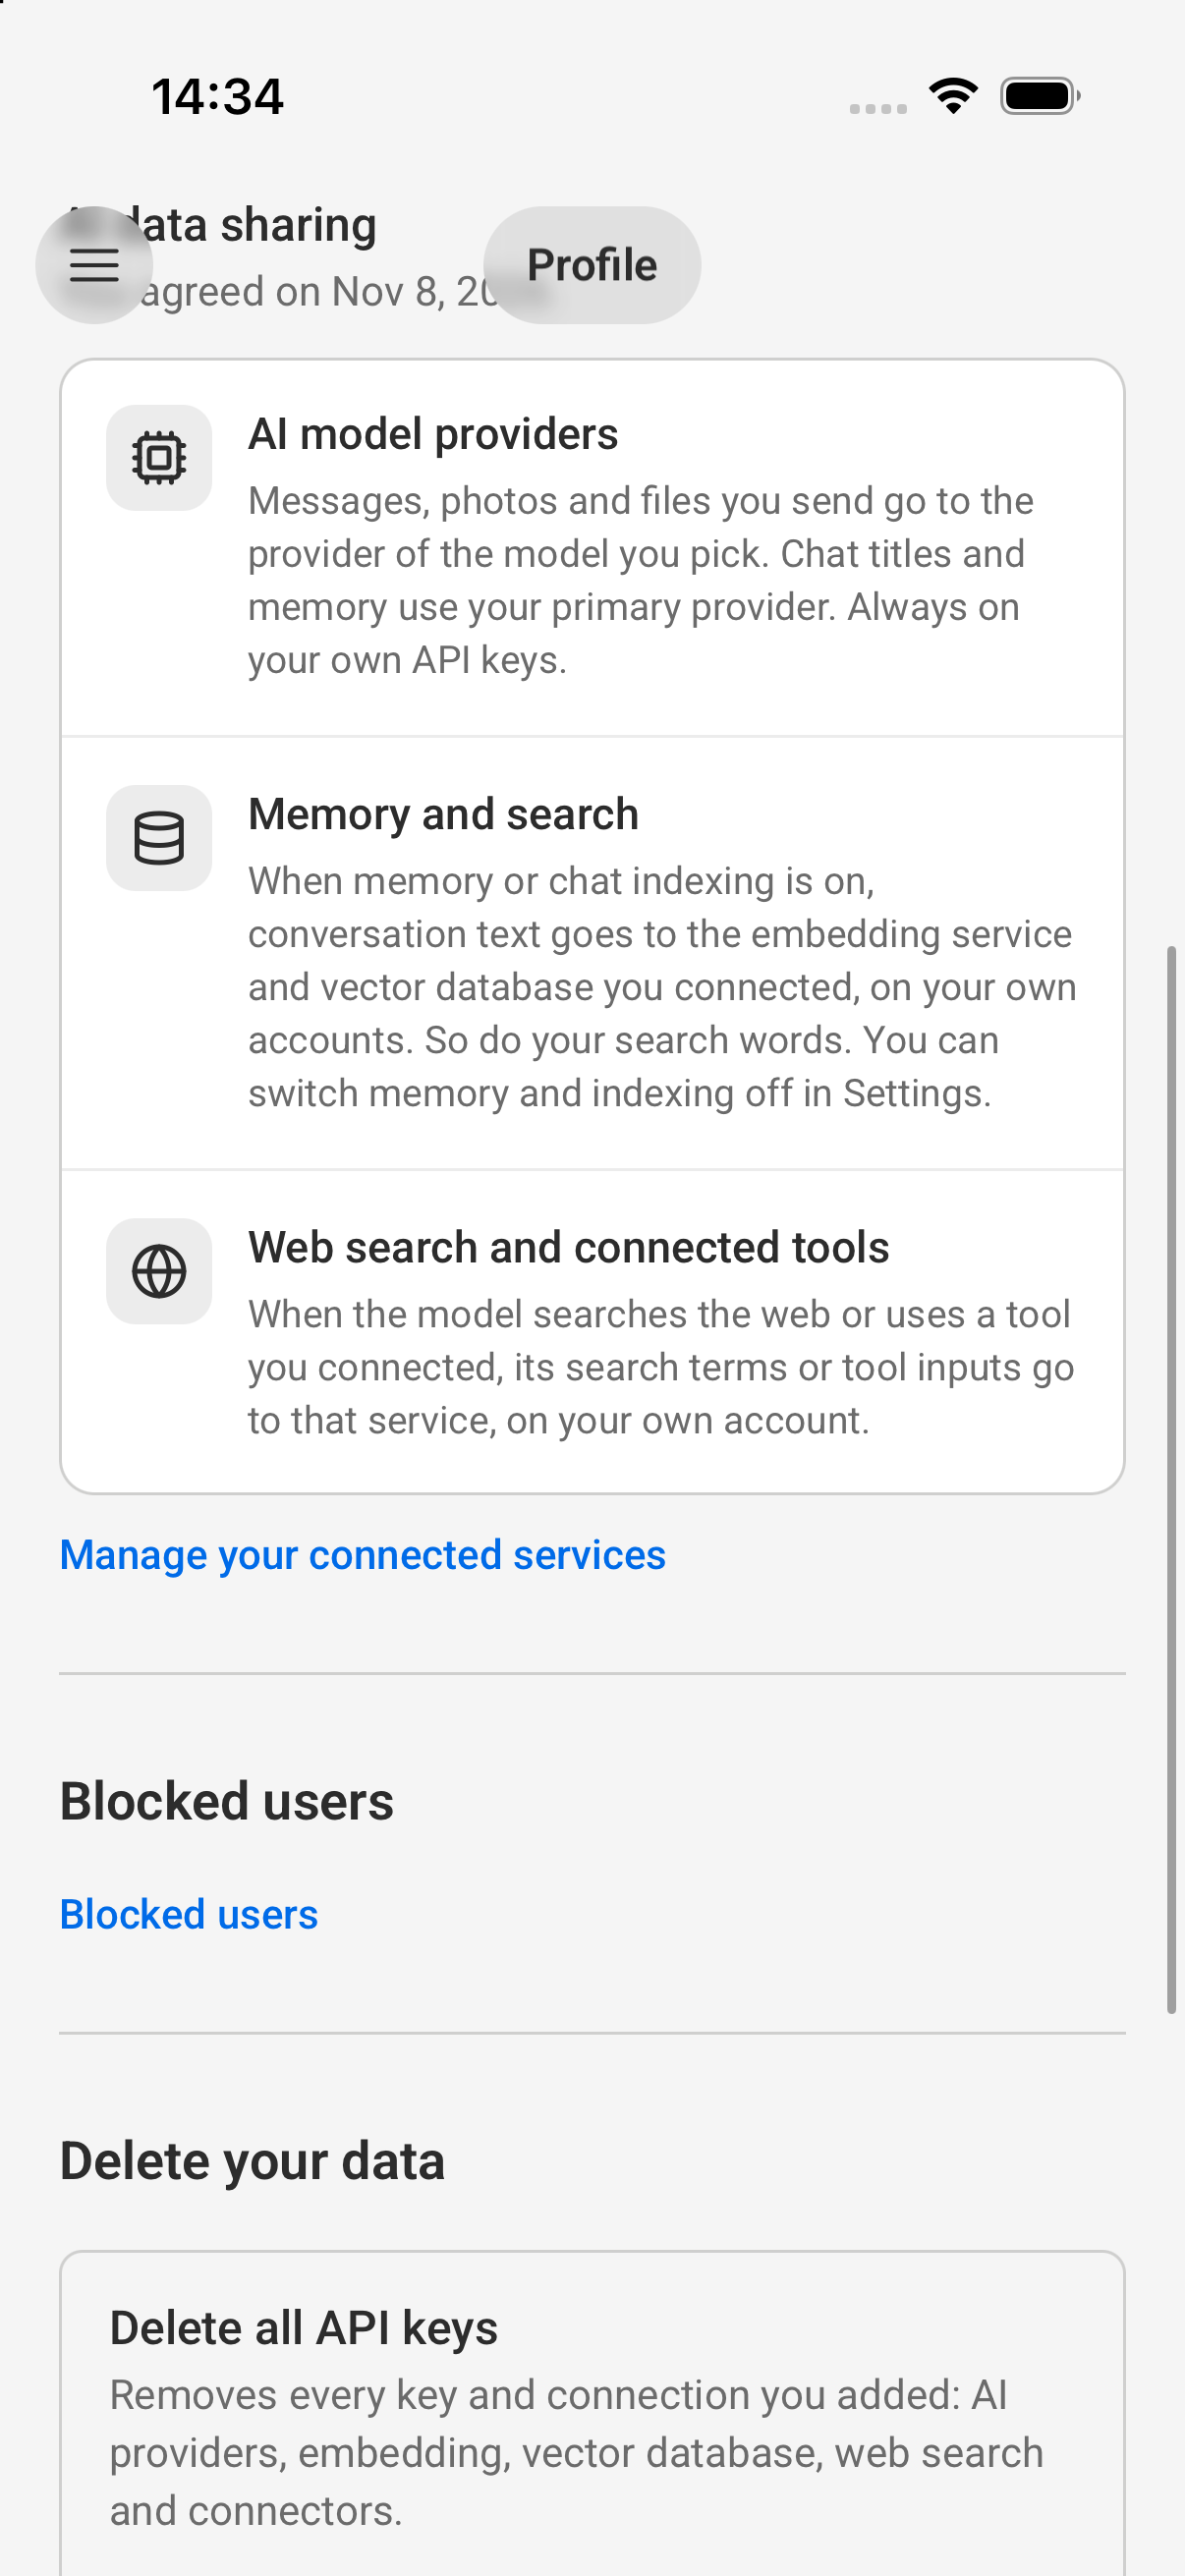 14:34
data sharing
Profile
agreed on Nov 8,
AI model providers
Messages, photos and files you send go to the
provider of the model you pick. Chat titles and
memory use your primary provider. Always on
your own API keys.
Memory and search
When memory or chat indexing is on,
conversation text goes to the embedding service
and vector database you connected, on your own
accounts. So do your search words. You can
switch memory and indexing off in Settings.
Web search and connected tools
When the model searches the web or uses a tool
you connected, its search terms or tool inputs go
to that service, on your own account.
Manage your connected services
Blocked users
Blocked users
Delete your data
Delete all API keys
Removes every key and connection you added: AI
providers, embedding, vector database, web search
and connectors.